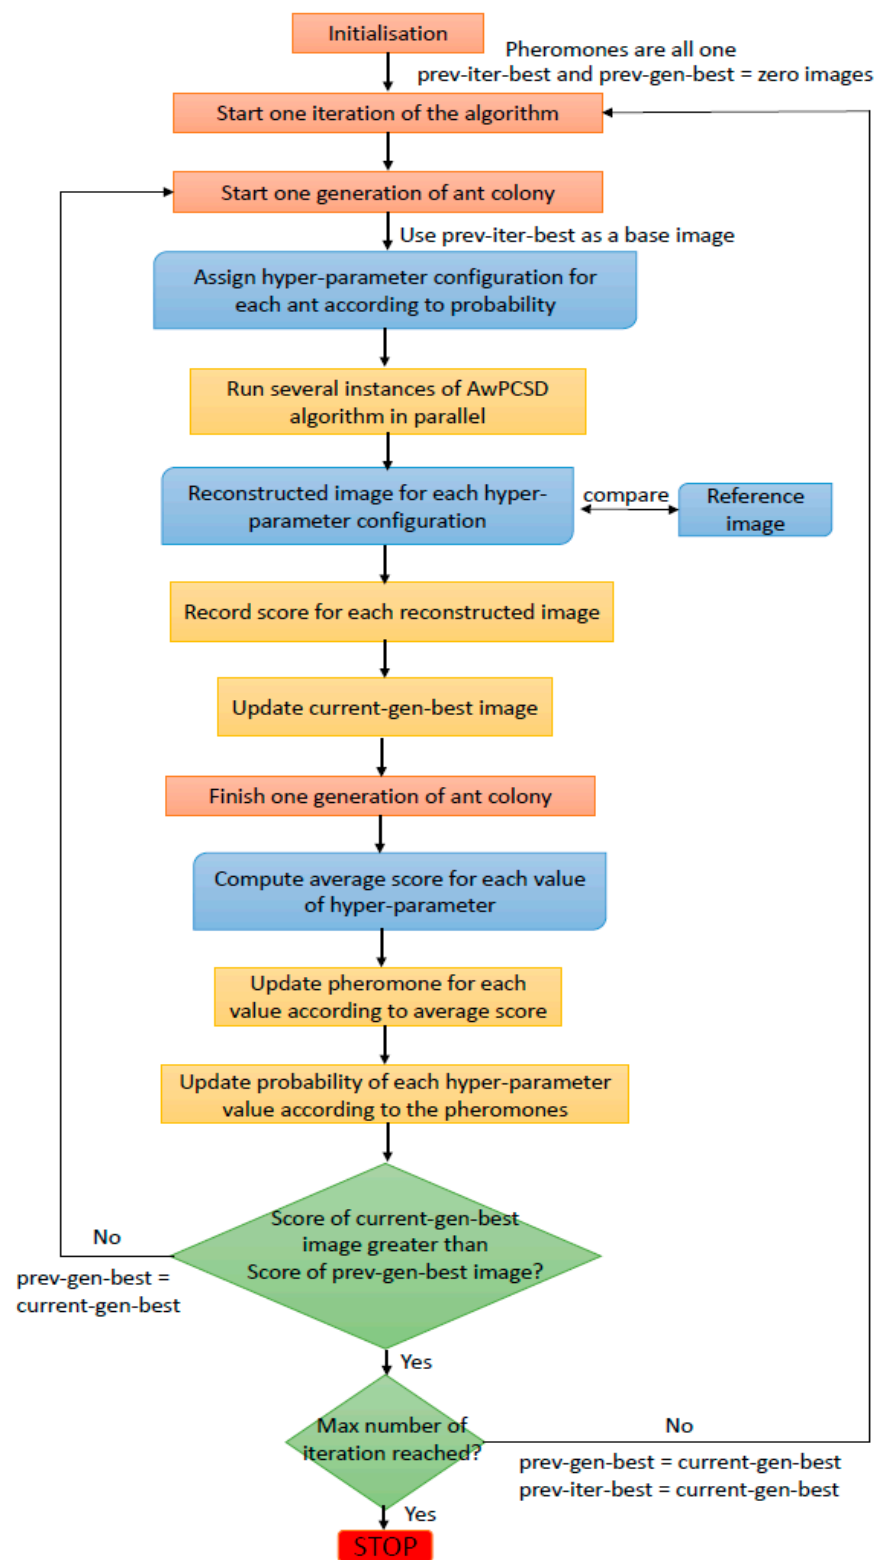 Initialisation
Pheromones are all one
prev-iter-best and prev-gen-best = zero images
Start one iteration of the algorithm
Start one generation of ant colony
Use prev-iter-best as a base image
Assign hyper-parameter configuration for
each ant according to probability
Run several instances of AwPCSD
algorithm in parallel
Reconstructed image for each hyper-
parameter configuration
compare
Reference
image
Record score for each reconstructed image
Update current-gen-best image
Finish one generation of ant colony
Compute average score for each value
of hyper-parameter
Update pheromone for each
value according to average score
Update probability of each hyper-parameter
value according to the pheromones
Score of current-gen-best
image greater than
Score of prev-gen-best image?
No
prev-gen-best =
current-gen-best
Yes
Max number of
iteration reached?
No
prev-gen-best = current-gen-best
prev-iter-best = current-gen-best
Yes
STOP